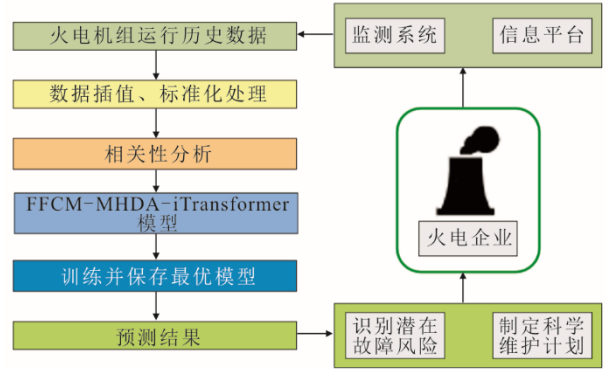 火电机组运行历史数据
数据插值、标准化处理
相关性分析
FFCM-MHDA-iTransformer
模型
训练并保存最优模型
预测结果
监测系统
信息平台
火电企业
识别潜在
故障风险
制定科学
维护计划